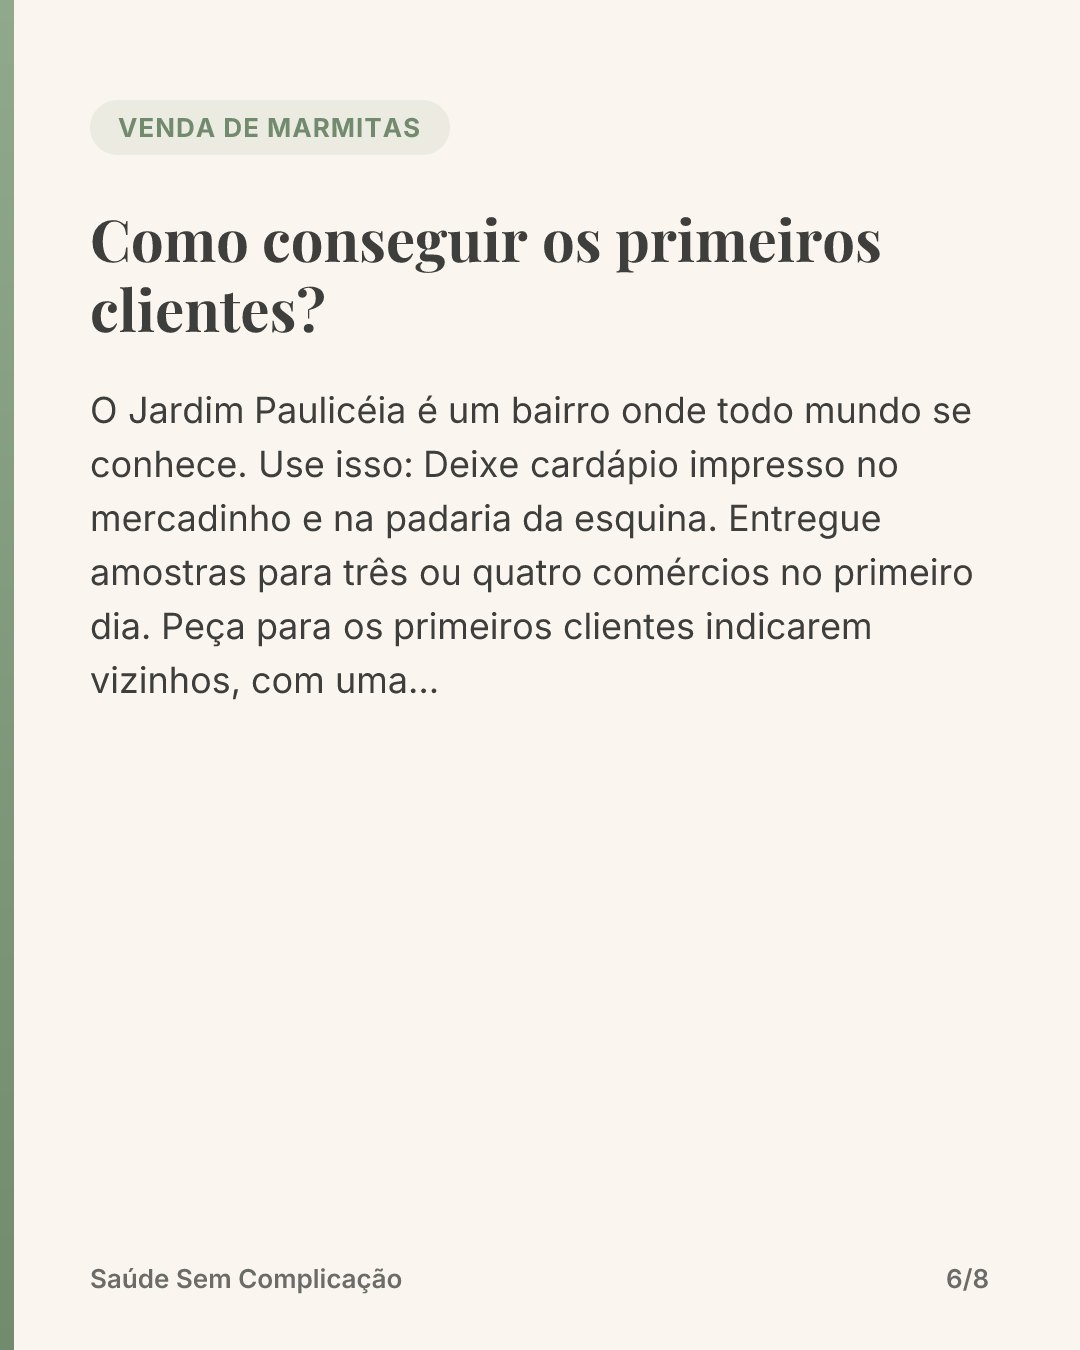 VENDA DE MARMITAS
Como conseguir os primeiros
clientes?
O Jardim Paulicéia é um bairro onde todo mundo se
conhece. Use isso: Deixe cardápio impresso no
mercadinho e na padaria da esquina. Entregue
amostras para três ou quatro comércios no primeiro
dia. Peça para os primeiros clientes indicarem
vizinhos, com uma...
Saúde Sem Complicação
6/8